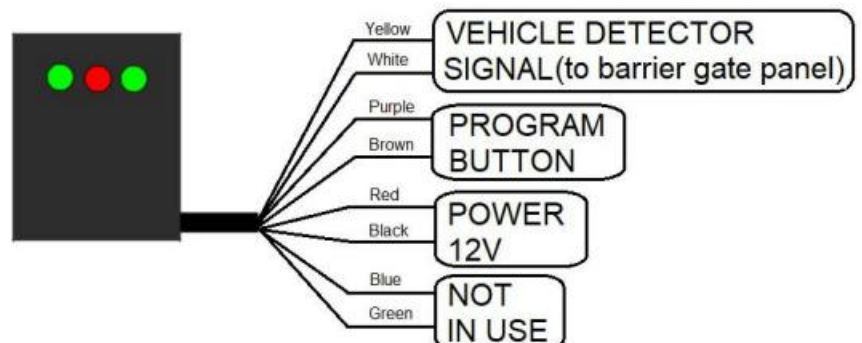 Yellow
White
VEHICLE DETECTOR
SIGNAL(to barrier gate panel)
Purple
Brown
PROGRAM
BUTTON
Red
Black
POWER
12V
Blue
Green
NOT
IN USE